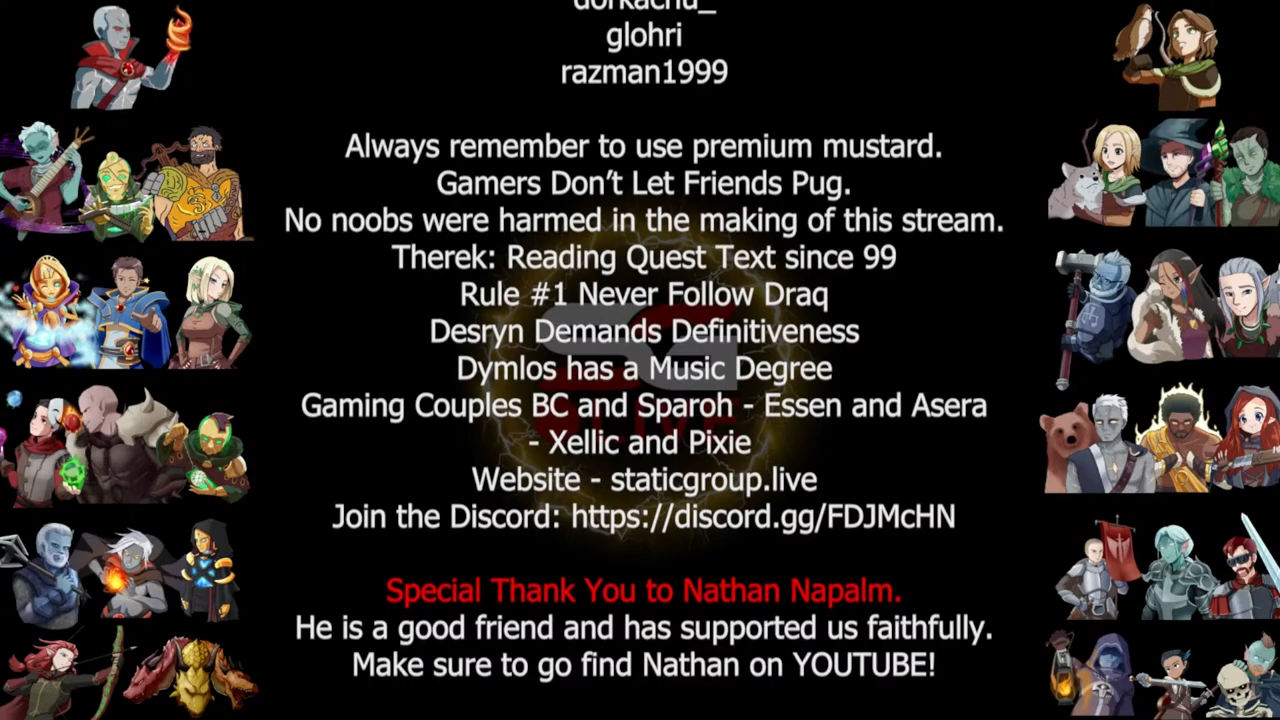 dorkachu_
glohri
razman1999
Always remember to use premium mustard.
Gamers Don’t Let Friends Pug.
No noobs were harmed in the making of this stream.
Therek: Reading Quest Text since 99
Rule #1 Never Follow Draq
Desryn Demands Definitiveness
Dymlos has a Music Degree
Gaming Couples BC and Sparoh - Essen and Asera
- Xellic and Pixie
Website - staticgroup.live
Join the Discord: https://discord.gg/FDJMcHN
Special Thank You to Nathan Napalm.
He is a good friend and has supported us faithfully.
Make sure to go find Nathan on YOUTUBE!